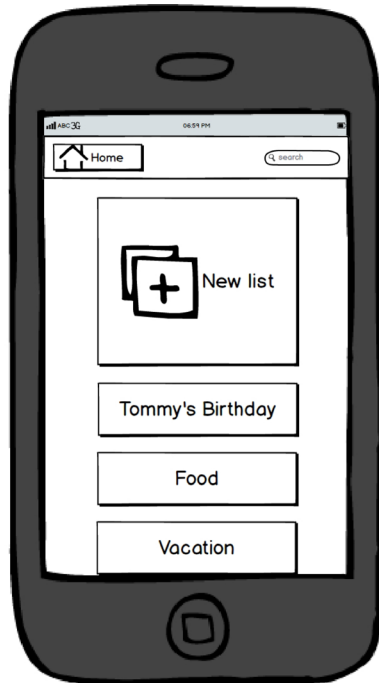 ABC 3G 06:59 PM
Home search
New list
Tommy's Birthday
Food
Vacation